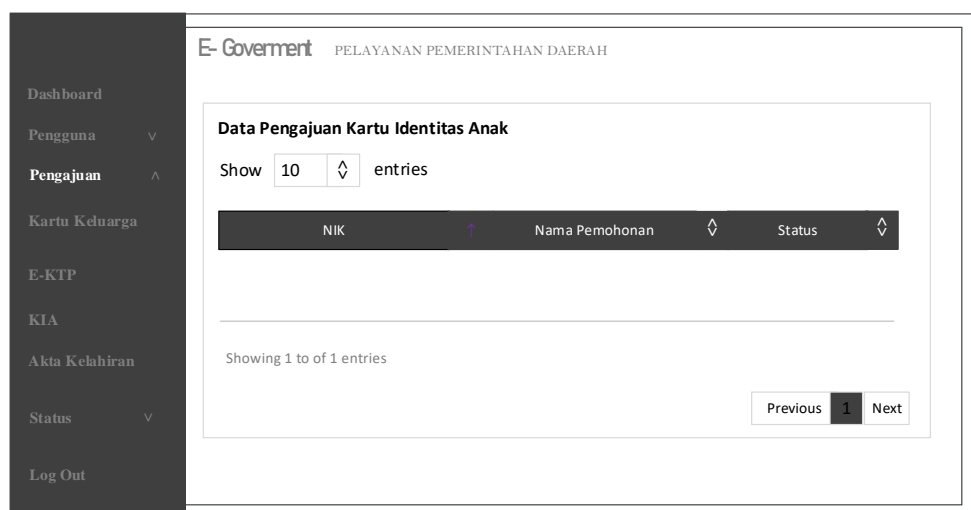 E- Goverment PELAYANAN PEMERINTAHAN DAERAH
Dashboard
Pengguna
Pengajuan
Kartu Keluarga
E-KTP
KIA
Akta Kelahiran
Status
Log Out
Data Pengajuan Kartu Identitas Anak
Show 10 entries
NIK ↑ Nama Pemohonan Status
Showing 1 to of 1 entries
Previous 1 Next